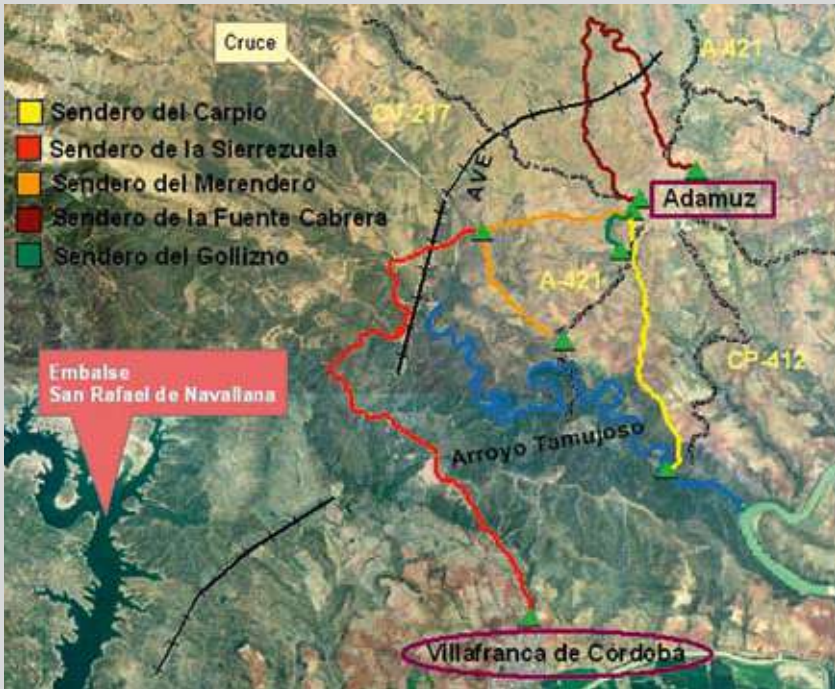 Cruce
A-421
CV-217
Sendero del Carpio
Sendero de la Sierrezuela
Sendero del Merendero
Sendero de la Fuente Cabrera
Sendero del Gollizno
AVE
Adamuz
A-421
CP-412
Embalse
San Rafael de Navallana
Arroyo Tamujoso
Villafranca de Córdoba